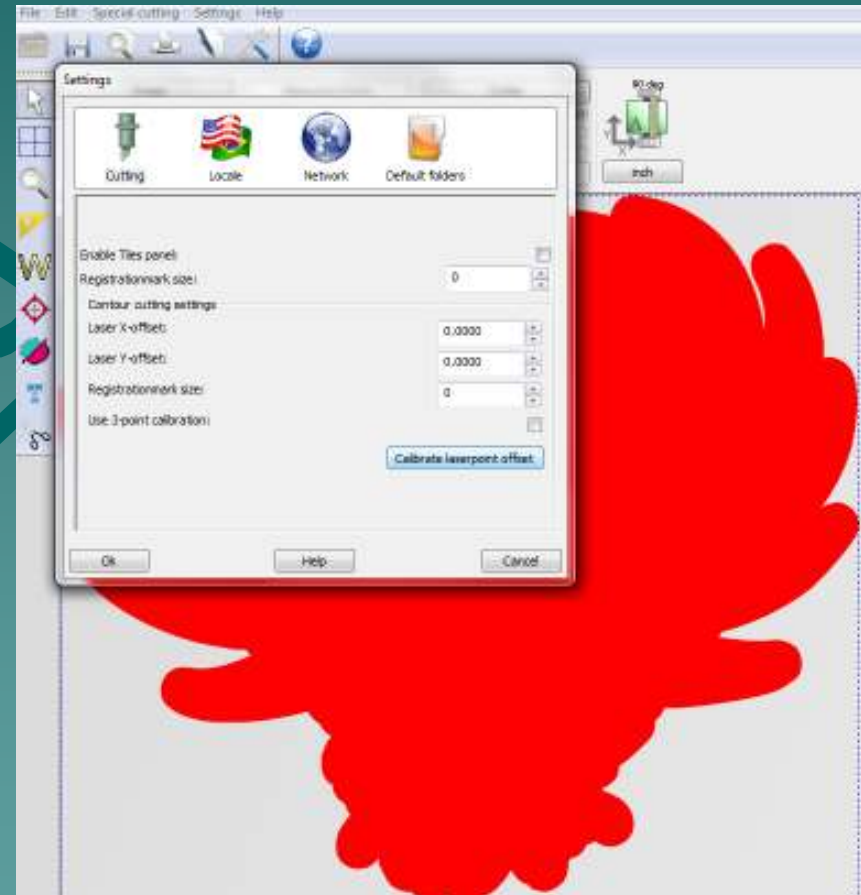 File Edit Special cutting Settings Help
Settings
90 deg
Y
X
inch
Cutting Locale Network Default folders
Enable Tiles panel:
Registrationmark size: 0
Contour cutting settings
Laser X-offset: 0.0000
Laser Y-offset: 0.0000
Registrationmark size: 0
Use 3-point calibration:
Calibrate laserpoint offset
Ok Help Cancel